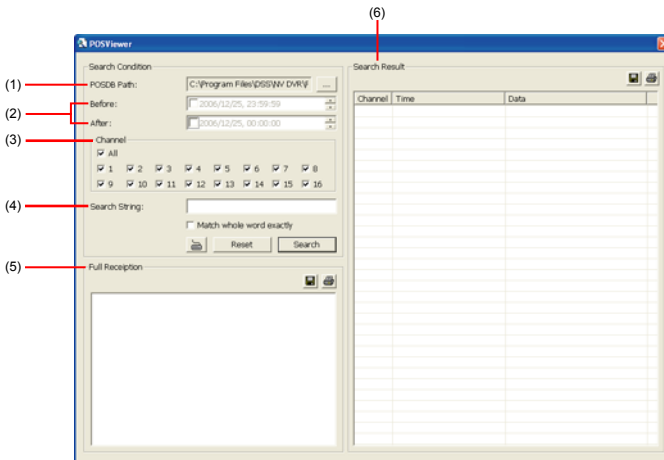 (6)
POSViewer
Search Condition
(1) POSDB Path: C:\Program Files\DSS\NV DVR\F ...
(2) Before: 2006/12/25, 23:59:59
After: 2006/12/25, 00:00:00
(3) Channel
All
1 2 3 4 5 6 7 8
9 10 11 12 13 14 15 16
(4) Search String:
Match whole word exactly
Reset Search
(5) Full Receiption
Search Result
Channel Time Data